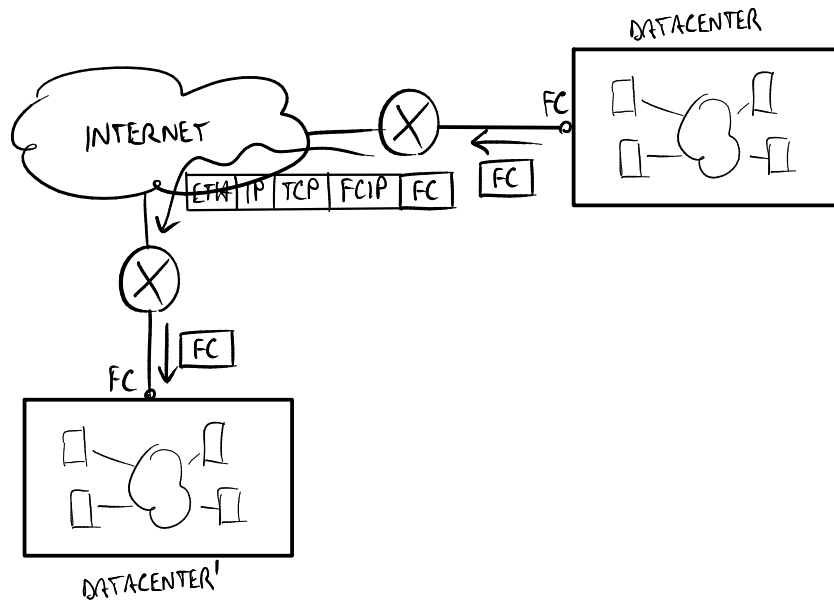 DATACENTER
FC
INTERNET
FC
ETH IP TCP FCIP FC
FC
FC
DATACENTER'